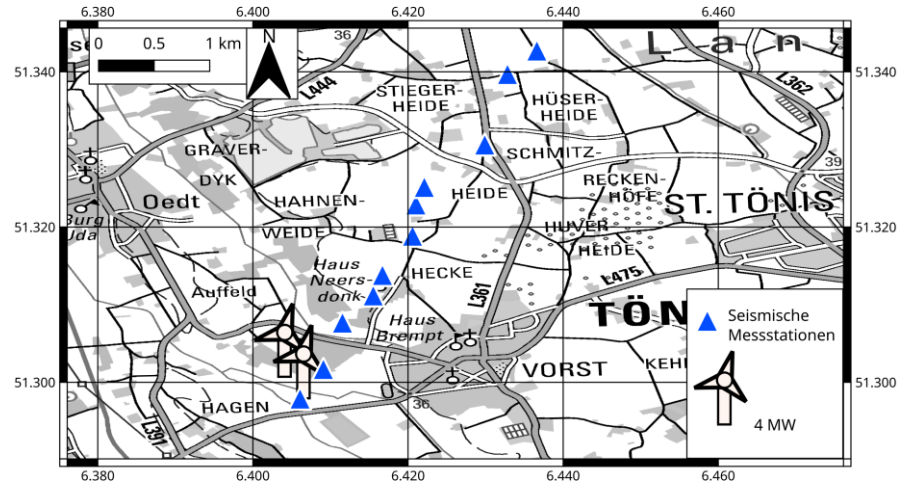 6.380
6.400
6.420
6.440
6.460
0 0.5 1 km
N
36
L444
51.340
51.340
L a n
L362
STIEGER-
HEIDE
HÜSER-
HEIDE
GRAVER-
DYK
SCHMITZ-
HEIDE
39
Oedt
HAHNEN-
WEIDE
RECKEN-
HÖFE
ST. TÖNIS
Burg
Uda
51.320
51.320
HUVER
HEIDE
Haus
Neers-
donk
HECKE
L361
L475
Auffeld
Haus
Brempt
TÖN
Seismische
Messstationen
VORST
KEH
51.300
51.300
HAGEN
36
L391
4 MW
6.380
6.400
6.420
6.440
6.460